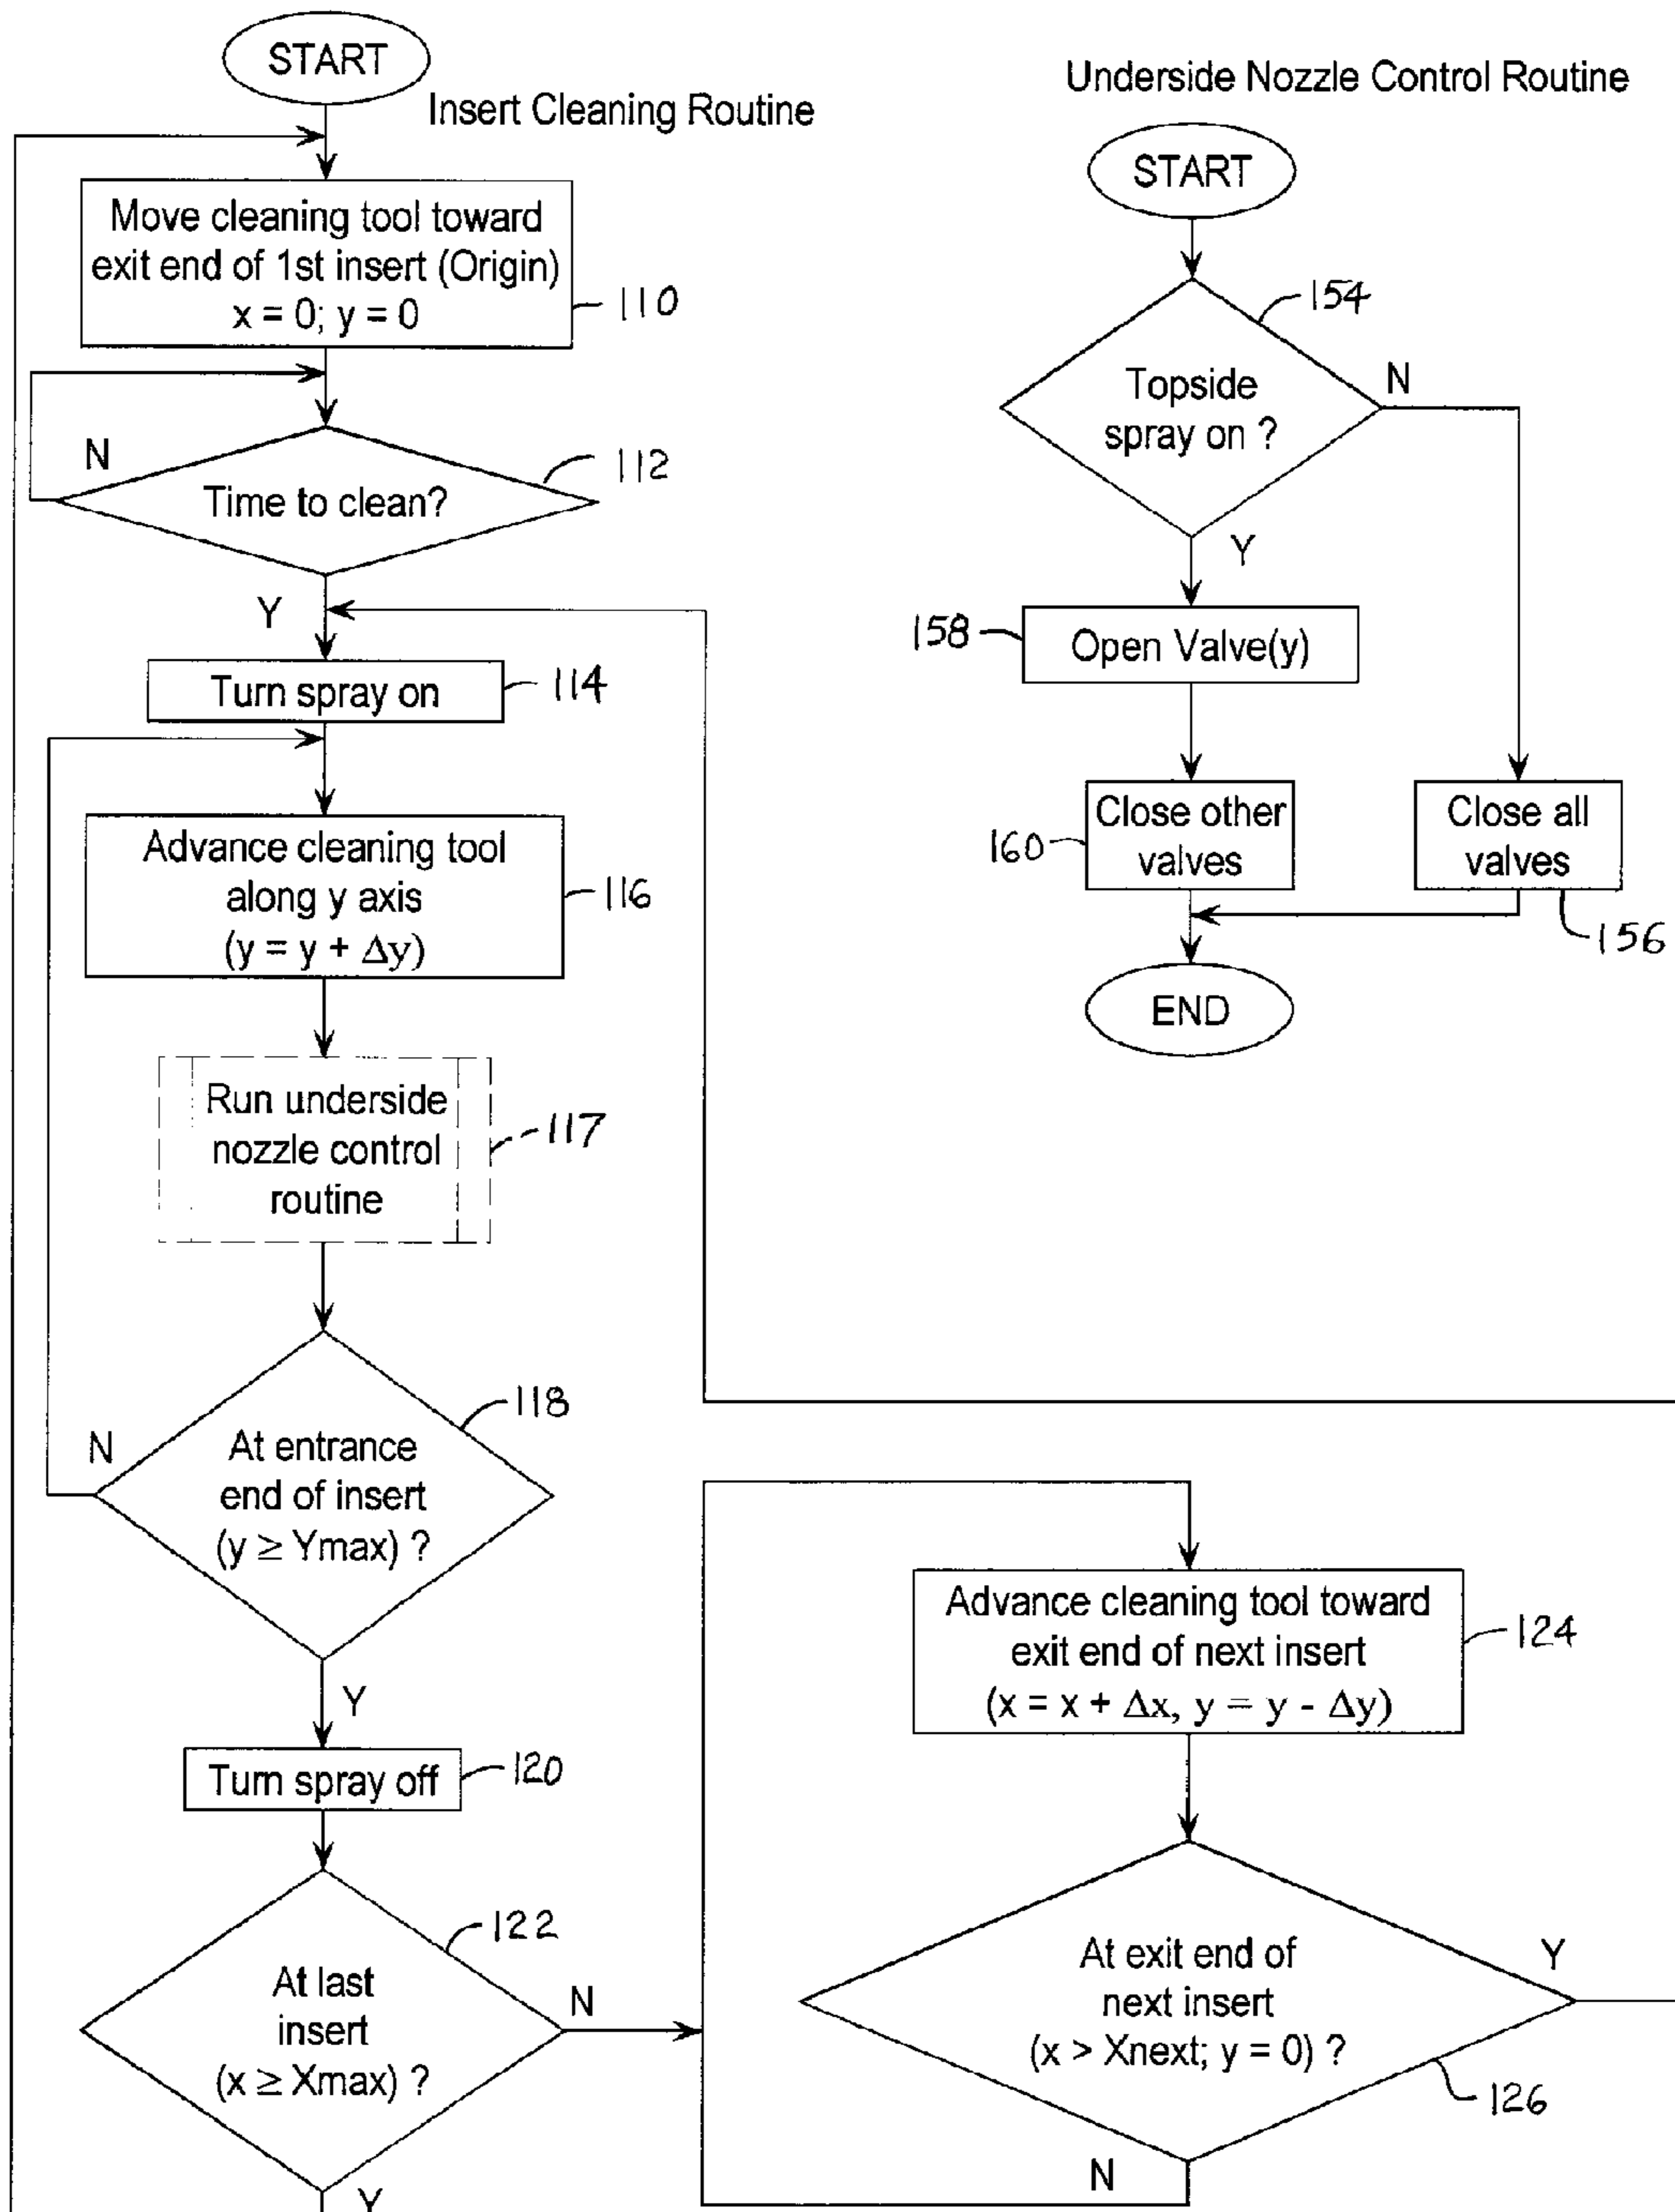 START
Insert Cleaning Routine
Move cleaning tool toward
exit end of 1st insert (Origin)
x = 0; y = 0
110
N
Time to clean?
112
Y
Turn spray on
114
Advance cleaning tool
along y axis
(y = y + Δy)
116
Run underside
nozzle control
routine
117
118
N
At entrance
end of insert
(y ≥ Ymax) ?
Y
Turn spray off
120
122
At last
insert
(x ≥ Xmax) ?
N
Y
Advance cleaning tool toward
exit end of next insert
(x = x + Δx, y = y - Δy)
124
At exit end of
next insert
(x > Xnext; y = 0) ?
Y
126
N
Underside Nozzle Control Routine
START
154
Topside
spray on ?
N
Y
158
Open Valve(y)
160
Close other
valves
Close all
valves
156
END